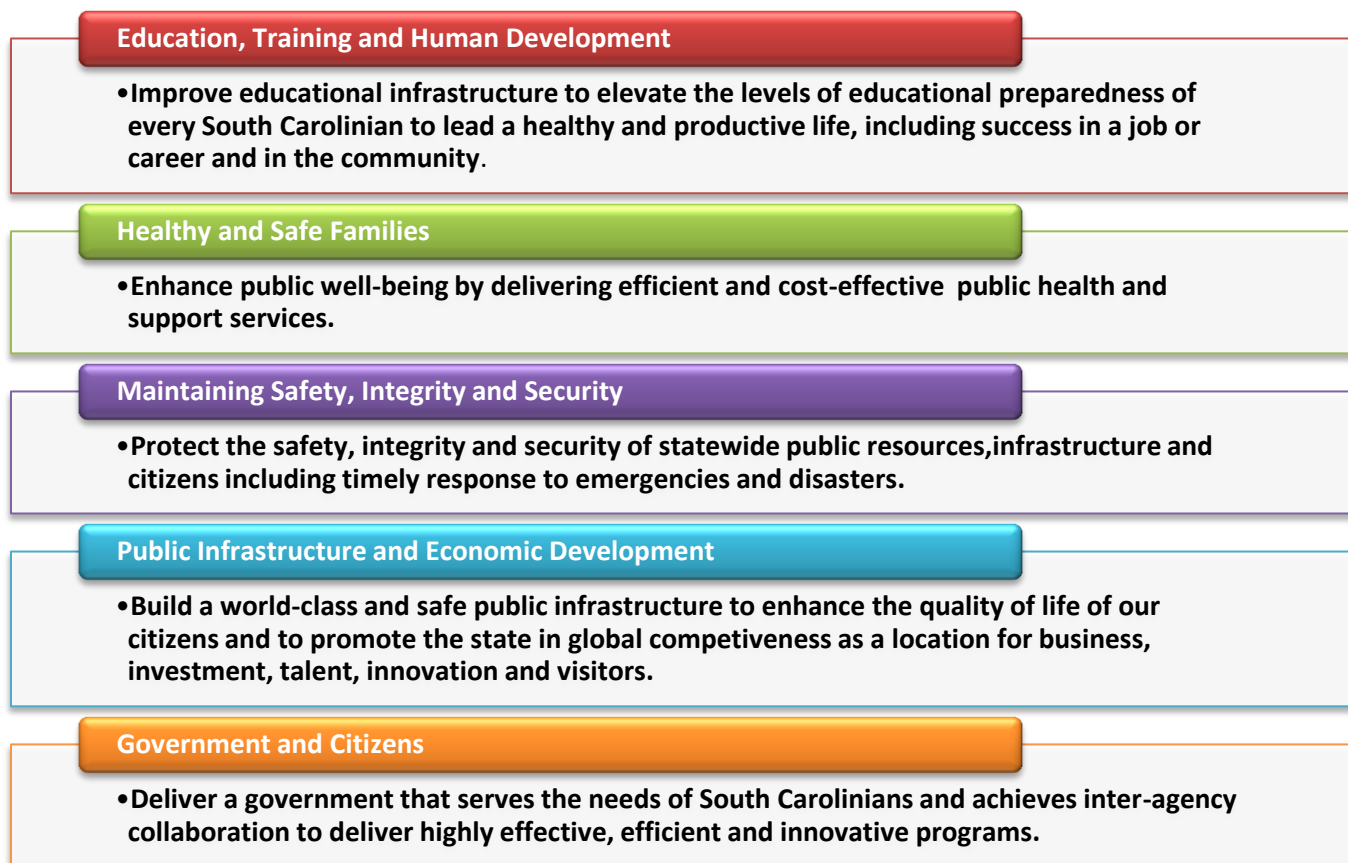 Education, Training and Human Development
•Improve educational infrastructure to elevate the levels of educational preparedness of
every South Carolinian to lead a healthy and productive life, including success in a job or
career and in the community.
Healthy and Safe Families
•Enhance public well-being by delivering efficient and cost-effective  public health and
support services.
Maintaining Safety, Integrity and Security
•Protect the safety, integrity and security of statewide public resources,infrastructure and
citizens including timely response to emergencies and disasters.
Public Infrastructure and Economic Development
•Build a world-class and safe public infrastructure to enhance the quality of life of our
citizens and to promote the state in global competiveness as a location for business,
investment, talent, innovation and visitors.
Government and Citizens
•Deliver a government that serves the needs of South Carolinians and achieves inter-agency
collaboration to deliver highly effective, efficient and innovative programs.